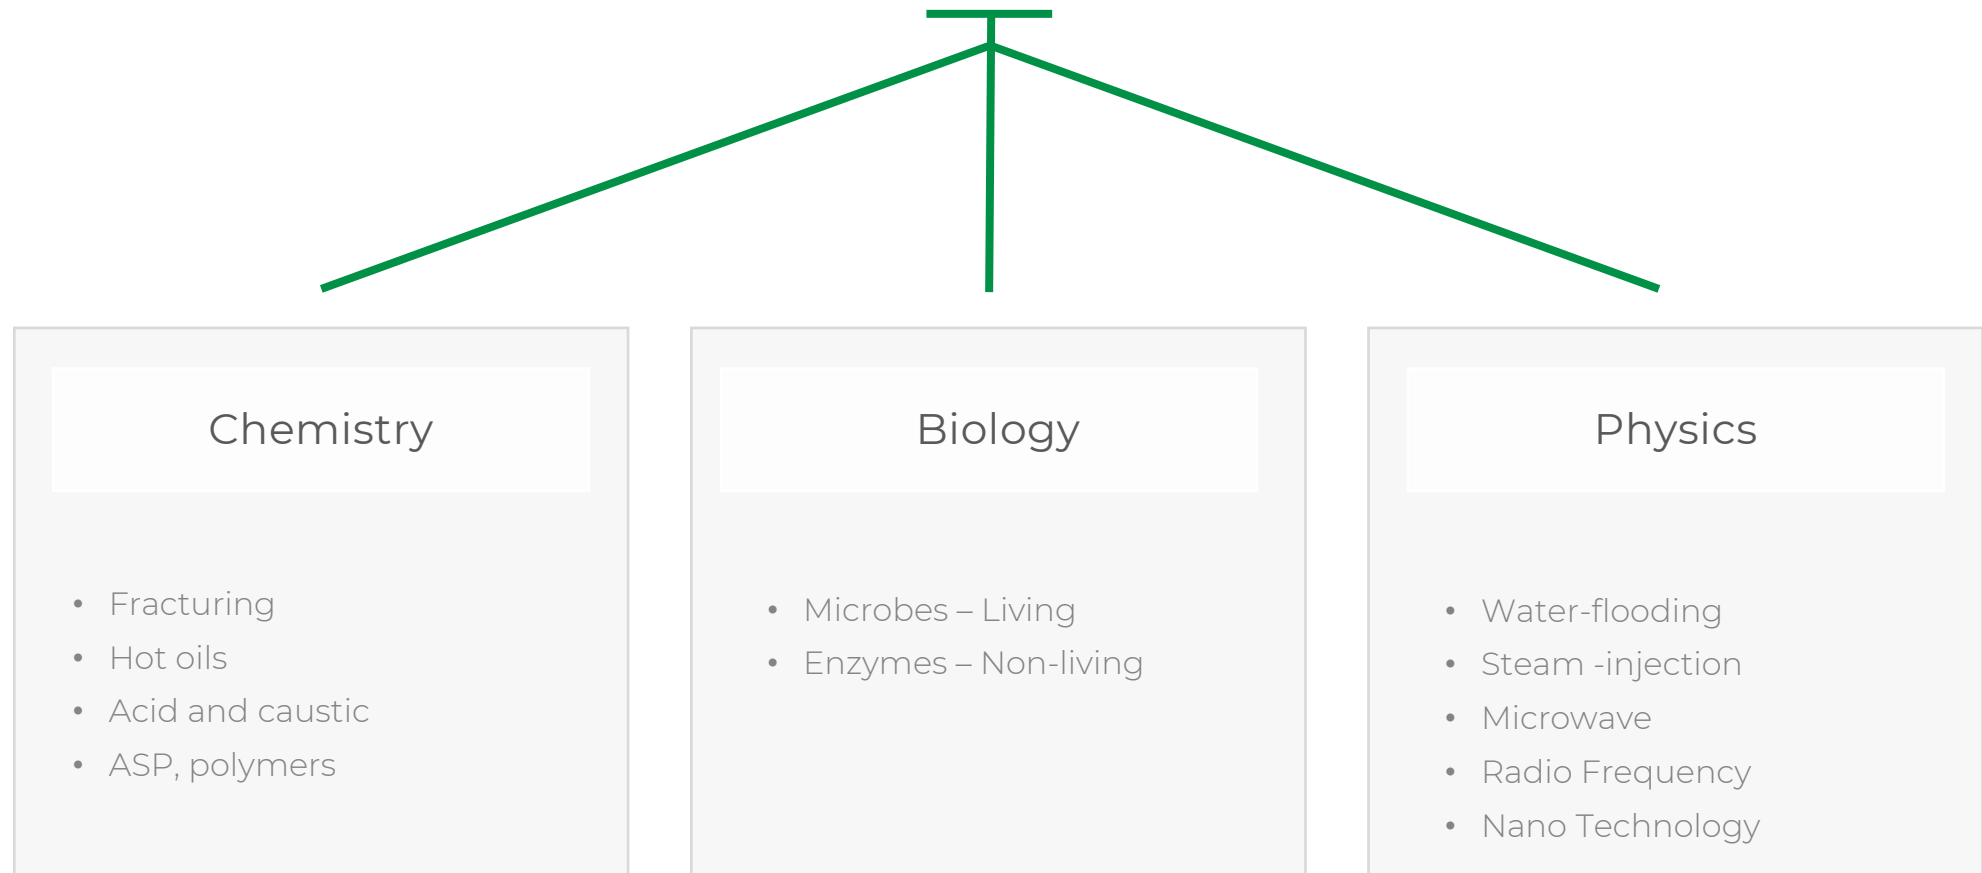 Chemistry
• Fracturing
• Hot oils
• Acid and caustic
• ASP, polymers
Biology
• Microbes – Living
• Enzymes – Non-living
Physics
• Water-flooding
• Steam -injection
• Microwave
• Radio Frequency
• Nano Technology